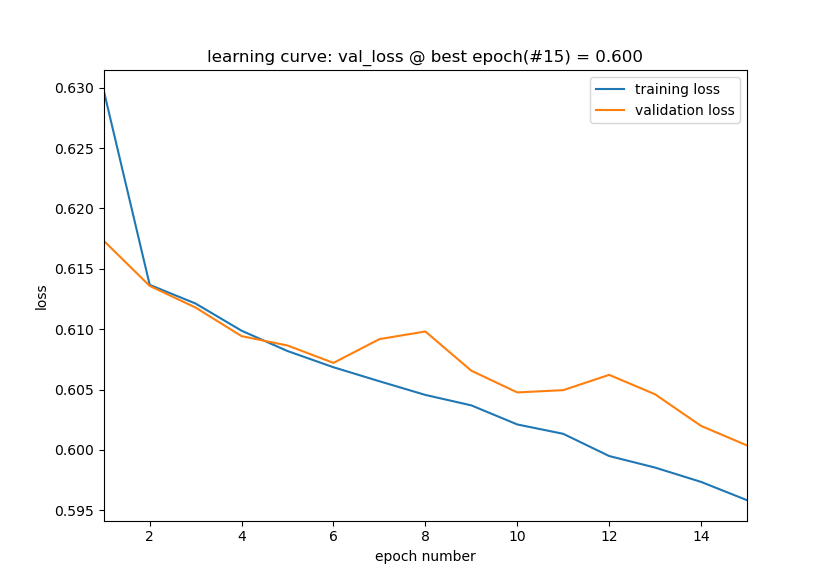 learning curve: val_loss @ best epoch(#15) = 0.600
training loss
validation loss
0.630
0.625
0.620
0.615
0.610
0.605
0.600
0.595
loss
2 4 6 8 10 12 14
epoch number